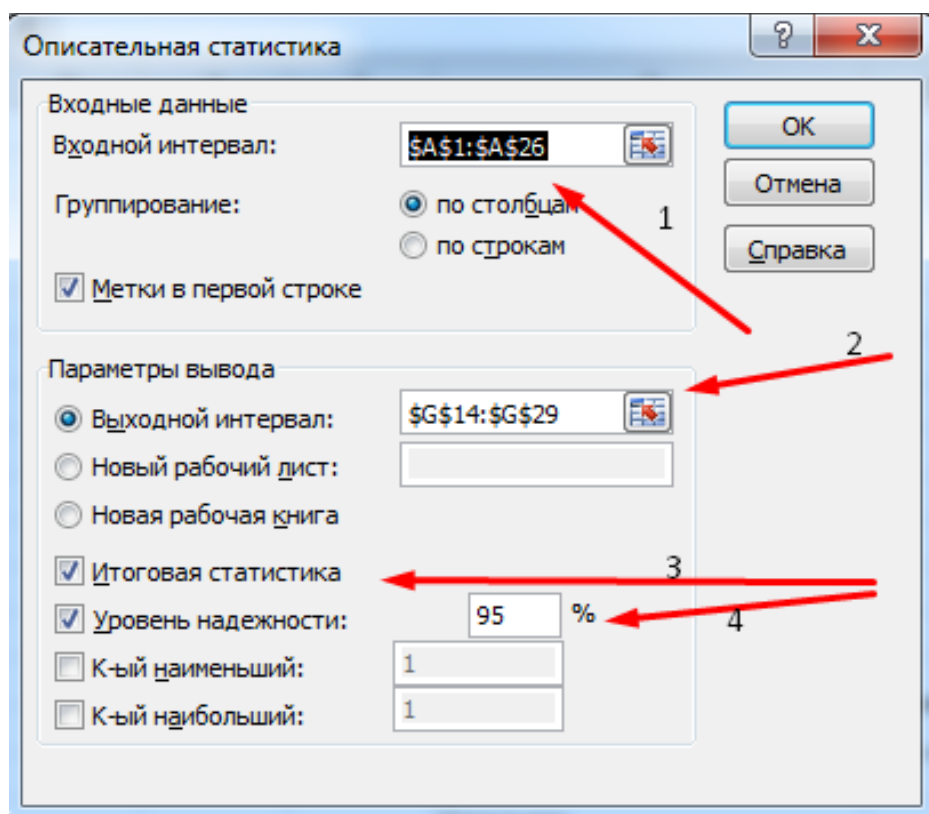 Описательная статистика
?
X
Входные данные
Входной интервал:
$A$1:$A$26
OK
Группирование:
по столбцам
1
Отмена
по строкам
Справка
Метки в первой строке
2
Параметры вывода
Выходной интервал:
$G$14:$G$29
Новый рабочий лист:
Новая рабочая книга
Итоговая статистика
3
Уровень надежности:
95
%
4
К-ый наименьший:
1
К-ый наибольший:
1